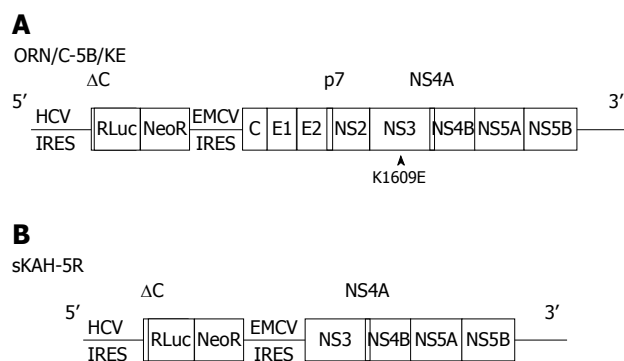 A
ORN/C-5B/KE
ΔC p7 NS4A
5′ 3′
HCV EMCV
RLuc NeoR C E1 E2 NS2 NS3 NS4B NS5A NS5B
IRES IRES
K1609E
B
sKAH-5R
ΔC NS4A
5′ 3′
HCV EMCV
RLuc NeoR NS3 NS4B NS5A NS5B
IRES IRES